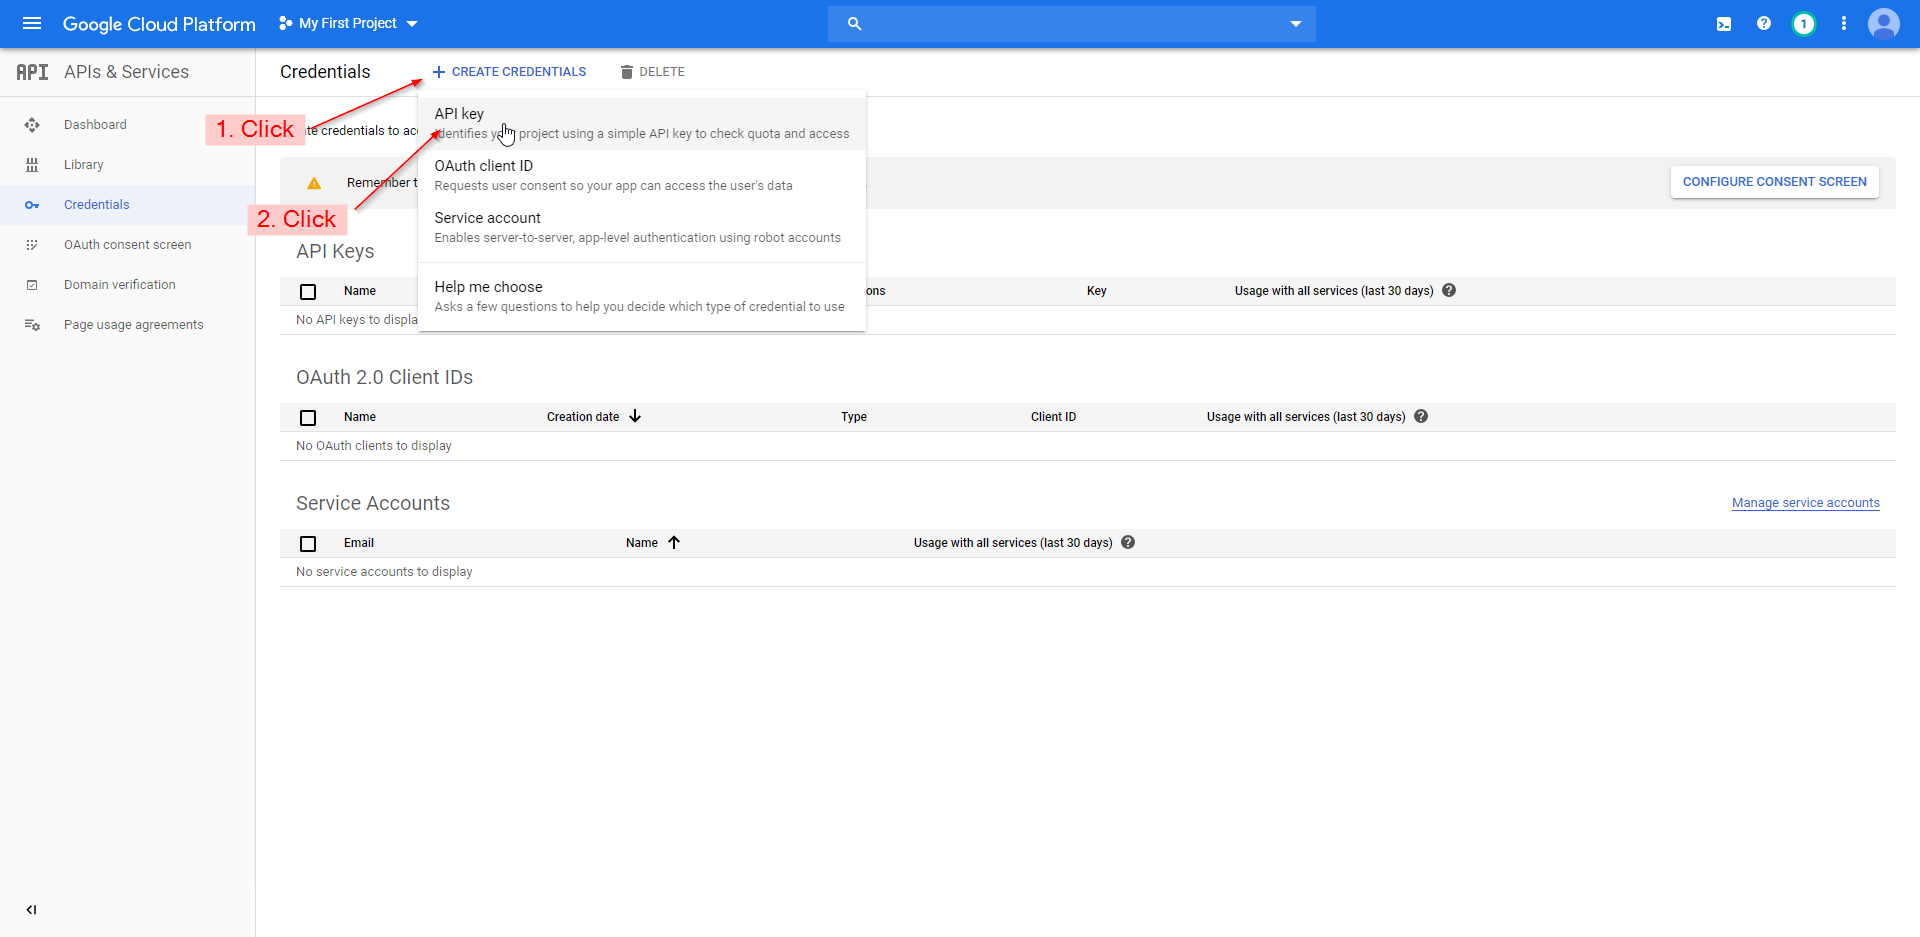 Google Cloud Platform
My First Project
1
API APIs & Services
Credentials
CREATE CREDENTIALS
DELETE
Dashboard
Library
Credentials
OAuth consent screen
Domain verification
Page usage agreements
1. Click
2. Click
credentials to
API key
Identifies project using a simple API key to check quota and access
OAuth client ID
Requests user consent so your app can access the user's data
Service account
Enables server-to-server, app-level authentication using robot accounts
Help me choose
Asks a few questions to help you decide which type of credential to use
Remember
CONFIGURE CONSENT SCREEN
API Keys
Name
Key
Usage with all services (last 30 days)
No API keys to
OAuth 2.0 Client IDs
Name Creation date Type Client ID Usage with all services (last 30 days)
No OAuth clients to display
Service Accounts
Manage service accounts
Email Name Usage with all services (last 30 days)
No service accounts to display